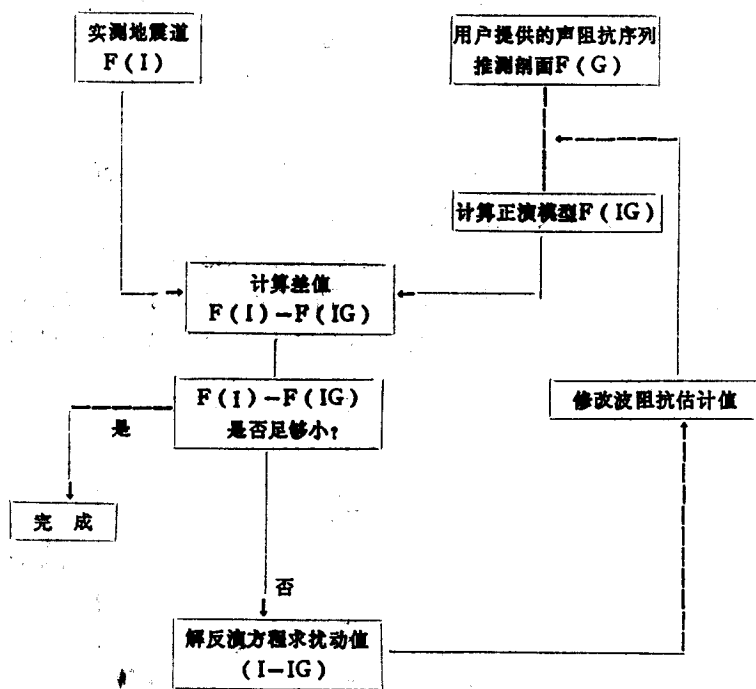 实测地震道
F(I)
用户提供的声阻抗序列
推测剖面F(G)
计算正演模型F(IG)
计算差值
F(I)-F(IG)
F(I)-F(IG)
是否足够小？
修改波阻抗估计值
是
完 成
否
解反演方程求扰动值
(I-IG)